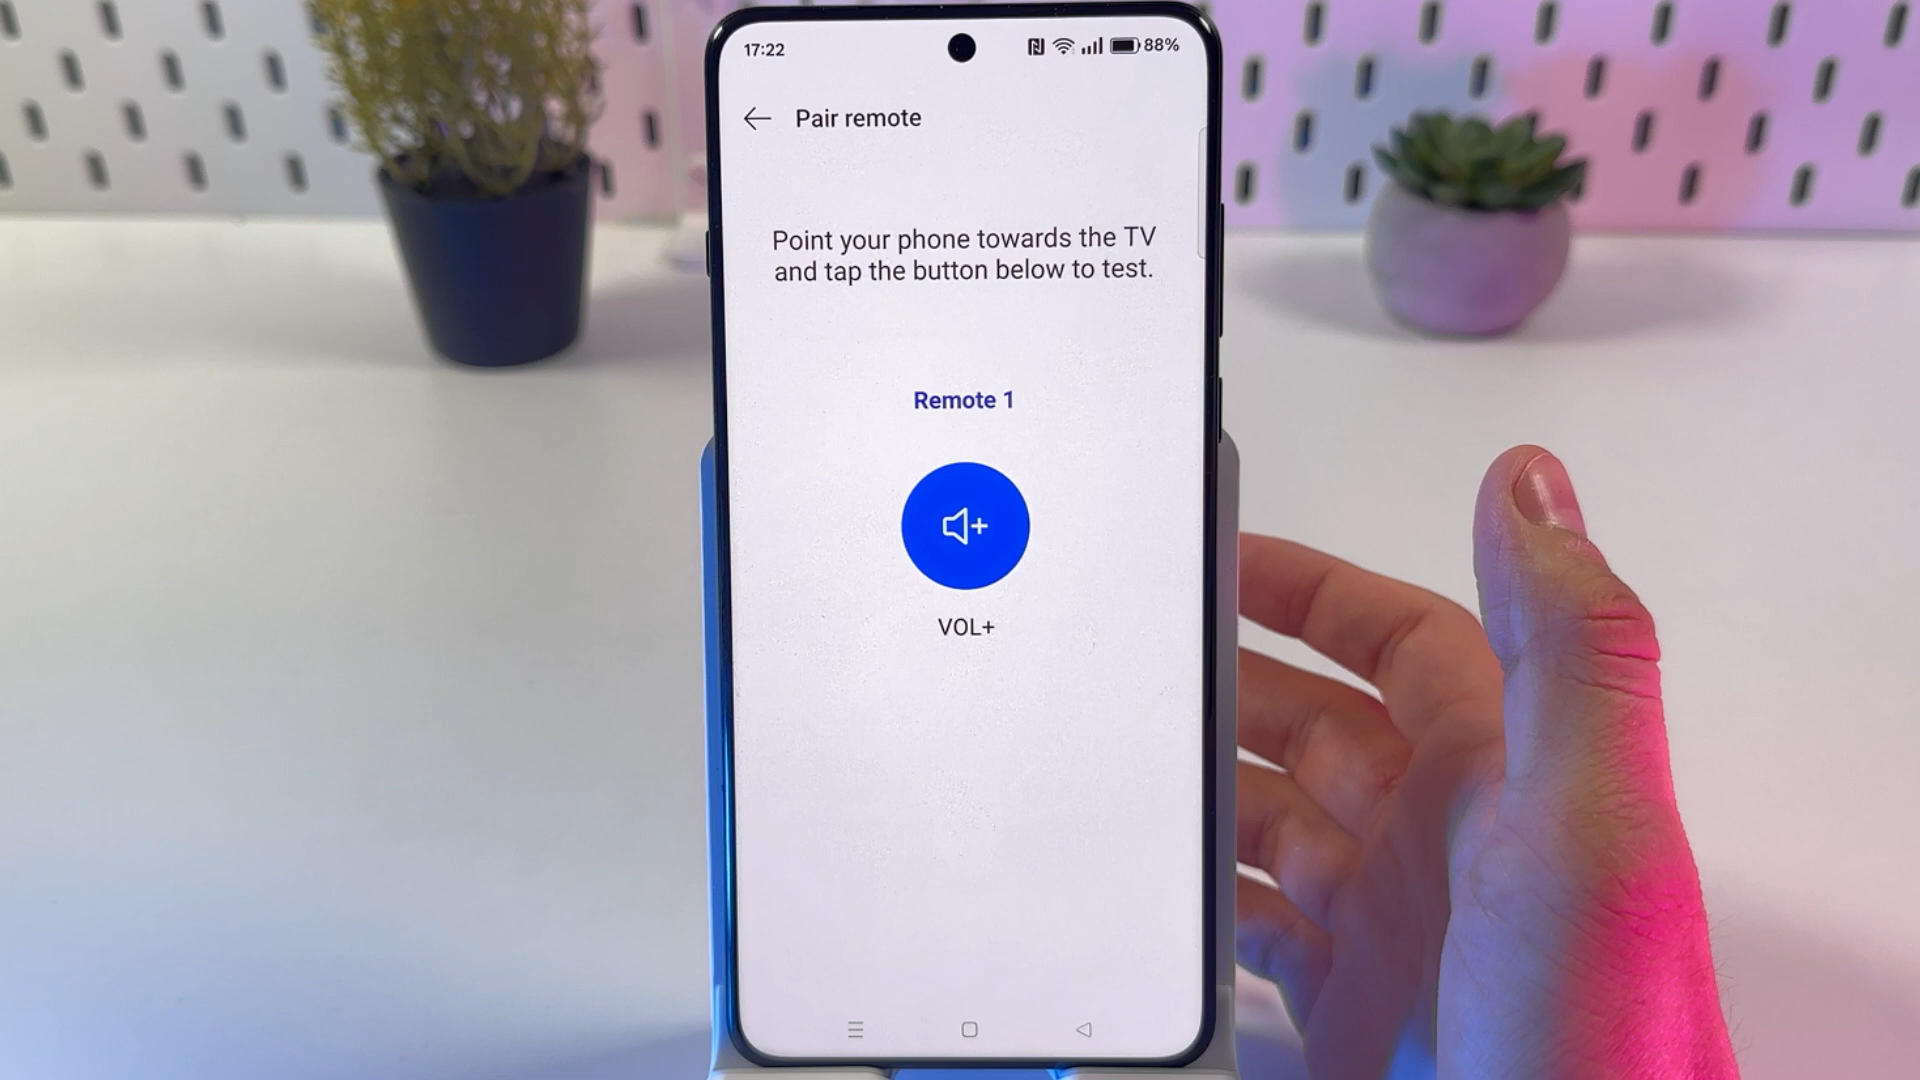 17:22
88%
Pair remote
Point your phone towards the TV
and tap the button below to test.
Remote 1
VOL+